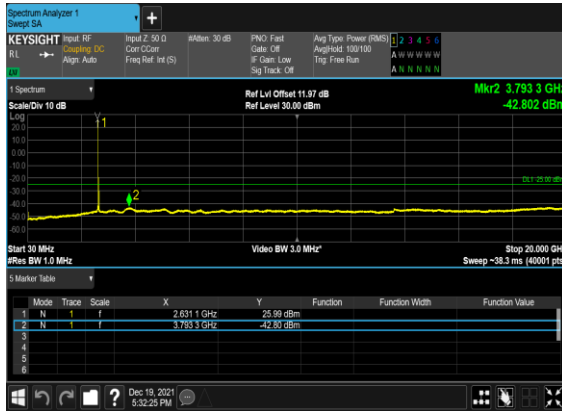 Spectrum Analyzer 1
Swept SA
+
KEYSIGHT
RL
LW
Input: RF
Coupling: DC
Align: Auto
Input Z: 50 Ω
Corr CCorr
Freq Ref: Int (S)
#Atten: 30 dB
PNO: Fast
Gate: Off
IF Gain: Low
Sig Track: Off
Avg Type: Power (RMS)
Avg|Hold: 100/100
Trig: Free Run
1 2 3 4 5 6
A W W W W W
A N N N N N
1 Spectrum
Scale/Div 10 dB
Ref Lvl Offset 11.97 dB
Ref Level 30.00 dBm
Mkr2 3.793 3 GHz
-42.802 dBm
Log
20.0
10.0
0.00
-10.0
-20.0
-30.0
-40.0
-50.0
-60.0
1
2
DL1 -25.00 dBm
Start 30 MHz
#Res BW 1.0 MHz
Video BW 3.0 MHz*
Stop 20.000 GHz
Sweep ~38.3 ms (40001 pts)
5 Marker Table
Mode Trace Scale X Y Function Function Width Function Value
1 N 1 f 2.631 1 GHz 25.99 dBm
2 N 1 f 3.793 3 GHz -42.80 dBm
3
4
5
6
?
Dec 19, 2021
5:32:25 PM